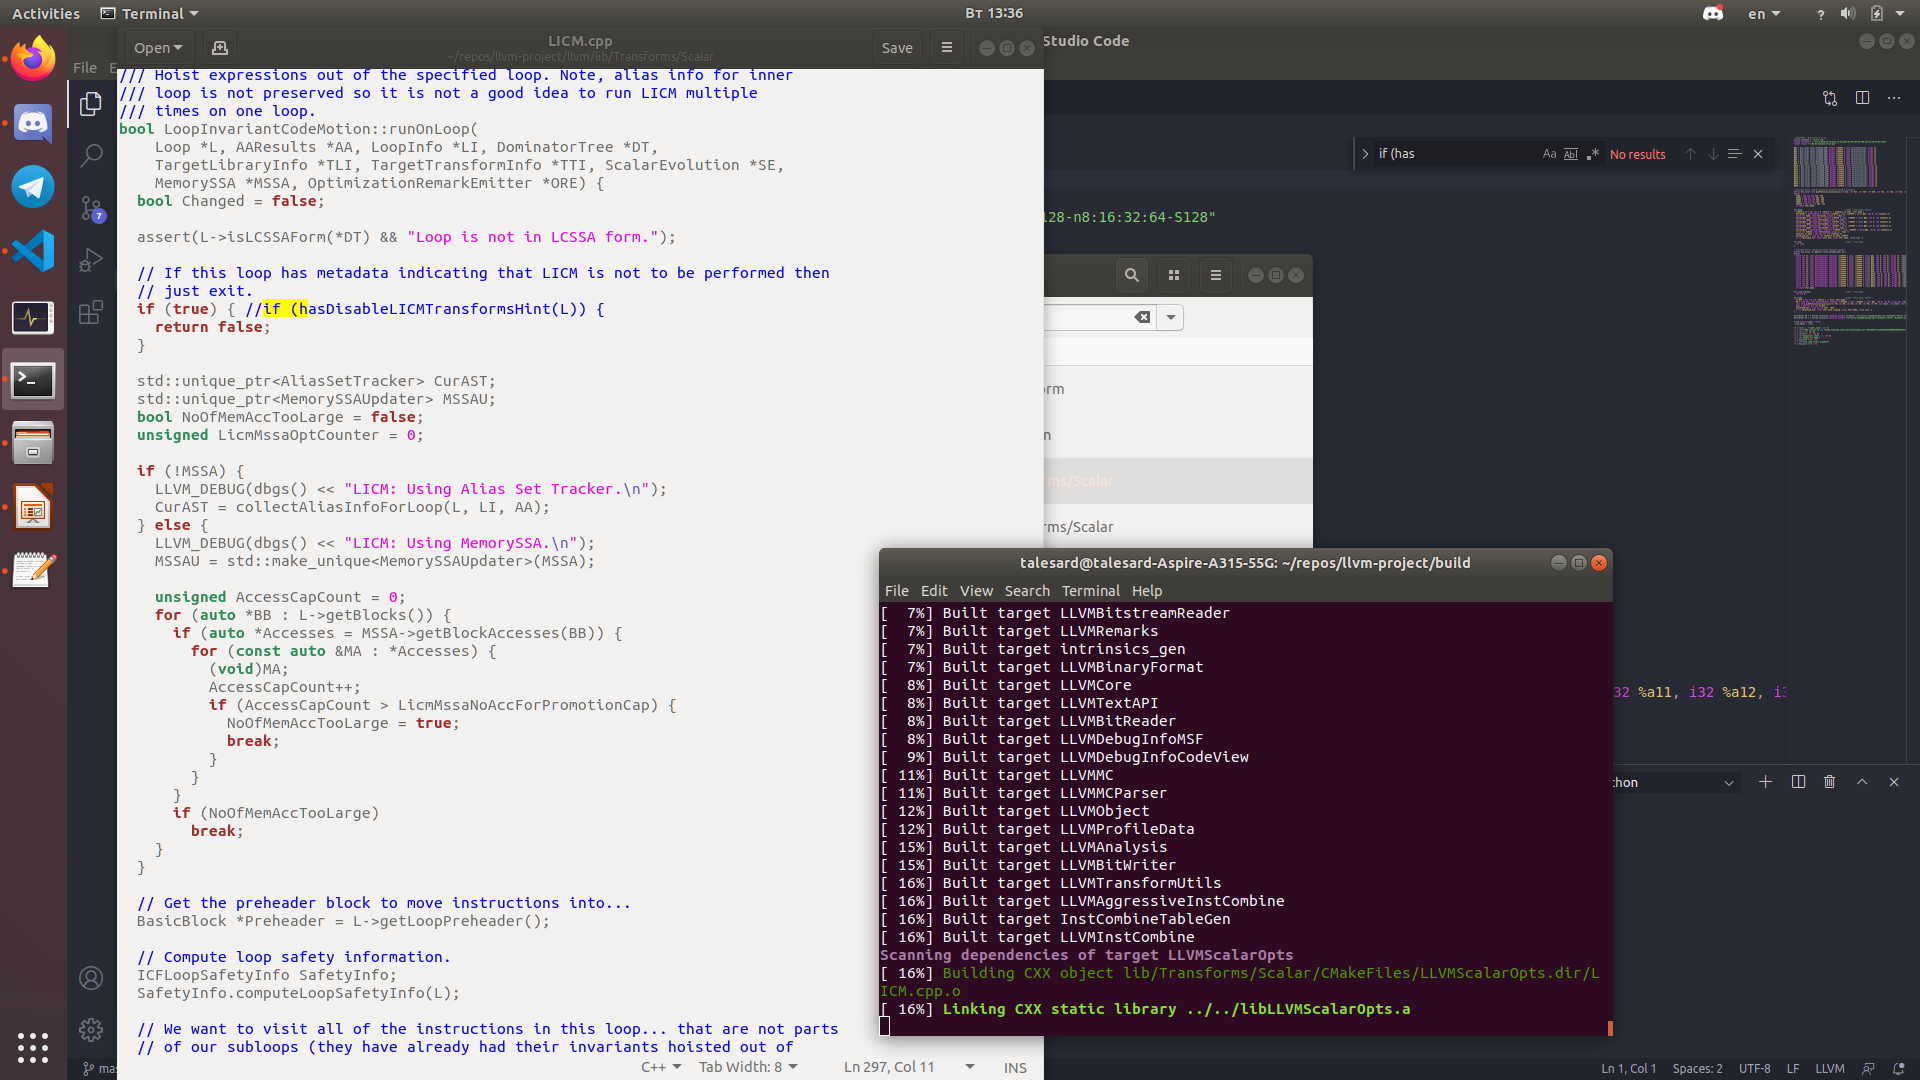 Activities
Terminal
Вт 13:36
en
Open
LICM.cpp
~/repos/llvm-project/llvm/lib/Transforms/Scalar
Save
Studio Code
File
/// Hoist expressions out of the specified loop. Note, alias info for inner
/// loop is not preserved so it is not a good idea to run LICM multiple
/// times on one loop.
bool LoopInvariantCodeMotion::runOnLoop(
Loop *L, AAResults *AA, LoopInfo *LI, DominatorTree *DT,
TargetLibraryInfo *TLI, TargetTransformInfo *TTI, ScalarEvolution *SE,
MemorySSA *MSSA, OptimizationRemarkEmitter *ORE) {
bool Changed = false;
assert(L->isLCSSAForm(*DT) && "Loop is not in LCSSA form.");
// If this loop has metadata indicating that LICM is not to be performed then
// just exit.
if (true) { //if (hasDisableLICMTransformsHint(L)) {
return false;
}
std::unique_ptr<AliasSetTracker> CurAST;
std::unique_ptr<MemorySSAUpdater> MSSAU;
bool NoOfMemAccTooLarge = false;
unsigned LicmMssaOptCounter = 0;
if (!MSSA) {
LLVM_DEBUG(dbgs() << "LICM: Using Alias Set Tracker.\n");
CurAST = collectAliasInfoForLoop(L, LI, AA);
} else {
LLVM_DEBUG(dbgs() << "LICM: Using MemorySSA.\n");
MSSAU = std::make_unique<MemorySSAUpdater>(MSSA);
unsigned AccessCapCount = 0;
for (auto *BB : L->getBlocks()) {
if (auto *Accesses = MSSA->getBlockAccesses(BB)) {
for (const auto &MA : *Accesses) {
(void)MA;
AccessCapCount++;
if (AccessCapCount > LicmMssaNoAccForPromotionCap) {
NoOfMemAccTooLarge = true;
break;
}
}
}
if (NoOfMemAccTooLarge)
break;
}
}
// Get the preheader block to move instructions into...
BasicBlock *Preheader = L->getLoopPreheader();
// Compute loop safety information.
ICFLoopSafetyInfo SafetyInfo;
SafetyInfo.computeLoopSafetyInfo(L);
// We want to visit all of the instructions in this loop... that are not parts
// of our subloops (they have already had their invariants hoisted out of
C++
Tab Width: 8
Ln 297, Col 11
INS
7
if (has
Aa
No results
128-n8:16:32:64-S128"
orm
n
ms/Scalar
rms/Scalar
32 %a11, i32 %a12, i3
thon
talesard@talesard-Aspire-A315-55G: ~/repos/llvm-project/build
File Edit View Search Terminal Help
[  7%] Built target LLVMBitstreamReader
[  7%] Built target LLVMRemarks
[  7%] Built target intrinsics_gen
[  7%] Built target LLVMBinaryFormat
[  8%] Built target LLVMCore
[  8%] Built target LLVMTextAPI
[  8%] Built target LLVMBitReader
[  8%] Built target LLVMDebugInfoMSF
[  9%] Built target LLVMDebugInfoCodeView
[ 11%] Built target LLVMMC
[ 11%] Built target LLVMMCParser
[ 12%] Built target LLVMObject
[ 12%] Built target LLVMProfileData
[ 15%] Built target LLVMAnalysis
[ 15%] Built target LLVMBitWriter
[ 16%] Built target LLVMTransformUtils
[ 16%] Built target LLVMAggressiveInstCombine
[ 16%] Built target InstCombineTableGen
[ 16%] Built target LLVMInstCombine
Scanning dependencies of target LLVMScalarOpts
[ 16%] Building CXX object lib/Transforms/Scalar/CMakeFiles/LLVMScalarOpts.dir/L
ICM.cpp.o
[ 16%] Linking CXX static library ../../libLLVMScalarOpts.a
mas
Ln 1, Col 1
Spaces: 2
UTF-8
LF
LLVM